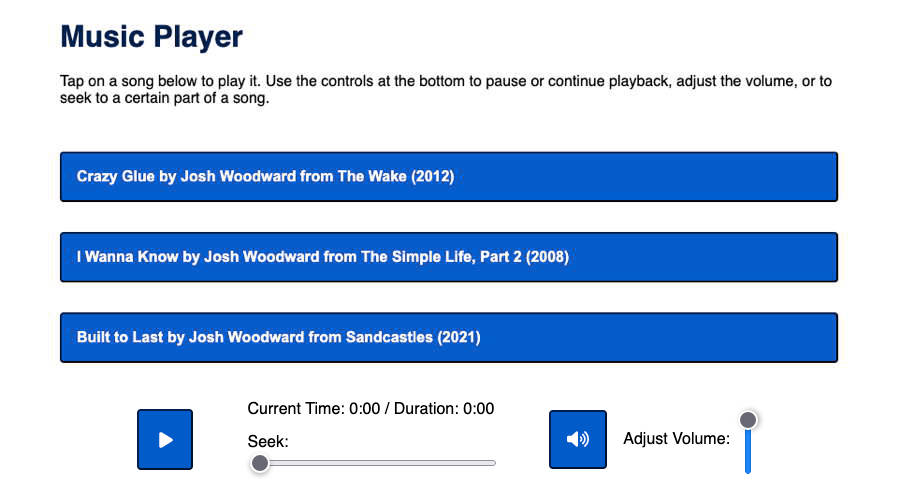 Music Player
Tap on a song below to play it. Use the controls at the bottom to pause or continue playback, adjust the volume, or to
seek to a certain part of a song.
Crazy Glue by Josh Woodward from The Wake (2012)
I Wanna Know by Josh Woodward from The Simple Life, Part 2 (2008)
Built to Last by Josh Woodward from Sandcastles (2021)
Current Time: 0:00 / Duration: 0:00
Seek:
Adjust Volume: